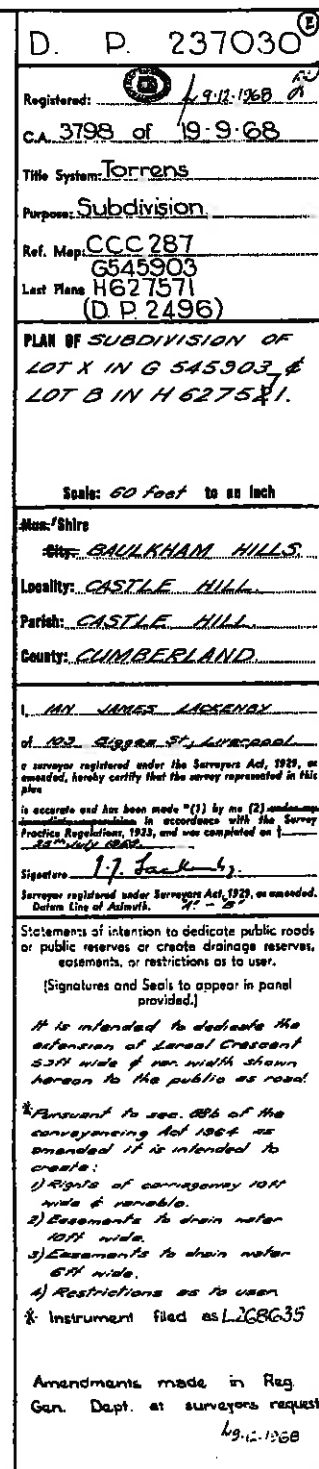 D. P. 237030 E
Registered: 9.12.1968
C.A. 3798 of 19-9-68
Title System: Torrens
Purpose: Subdivision
Ref. Map: CCC 287
G545903
Last Plans H627571
(D.P. 2496)
PLAN OF SUBDIVISION OF
LOT X IN G 545903 &
LOT B IN H 627571.
Scale: 60 feet to an inch
Mun./Shire
City: BAULKHAM HILLS
Locality: CASTLE HILL
Parish: CASTLE HILL
County: CUMBERLAND
I, IAN JAMES LACKENBY
of 103 St, Liverpool
a surveyor registered under the Surveyors Act, 1929, as
amended, hereby certify that the survey represented in this
plan
is accurate and has been made *(1) by me (2) under my
immediate supervision in accordance with the Survey
Practice Regulations, 1933, and was completed on †
25th July
Signature I.J. Lackenby.
Surveyor registered under Surveyors Act, 1929, as amended.
Datum Line of Azimuth. "A" - "B"
Statements of intention to dedicate public roads
or public reserves or create drainage reserves,
easements, or restrictions as to user.
[Signatures and Seals to appear in panel
provided.]
It is intended to dedicate the
extension of Crescent
53ft wide & var. width shown
hereon to the public as road.
*Pursuant to sec. 88b of the
conveyancing Act 1964 as
amended it is intended to
create:
1) Rights of carriageway 10ft
wide & variable.
2) Easements to drain water
10ft wide.
3) Easements to drain water
6ft wide.
4) Restrictions as to user
* Instrument filed as L268635
Amendments made in Reg.
Gen. Dept. at surveyors request
9.12.1968